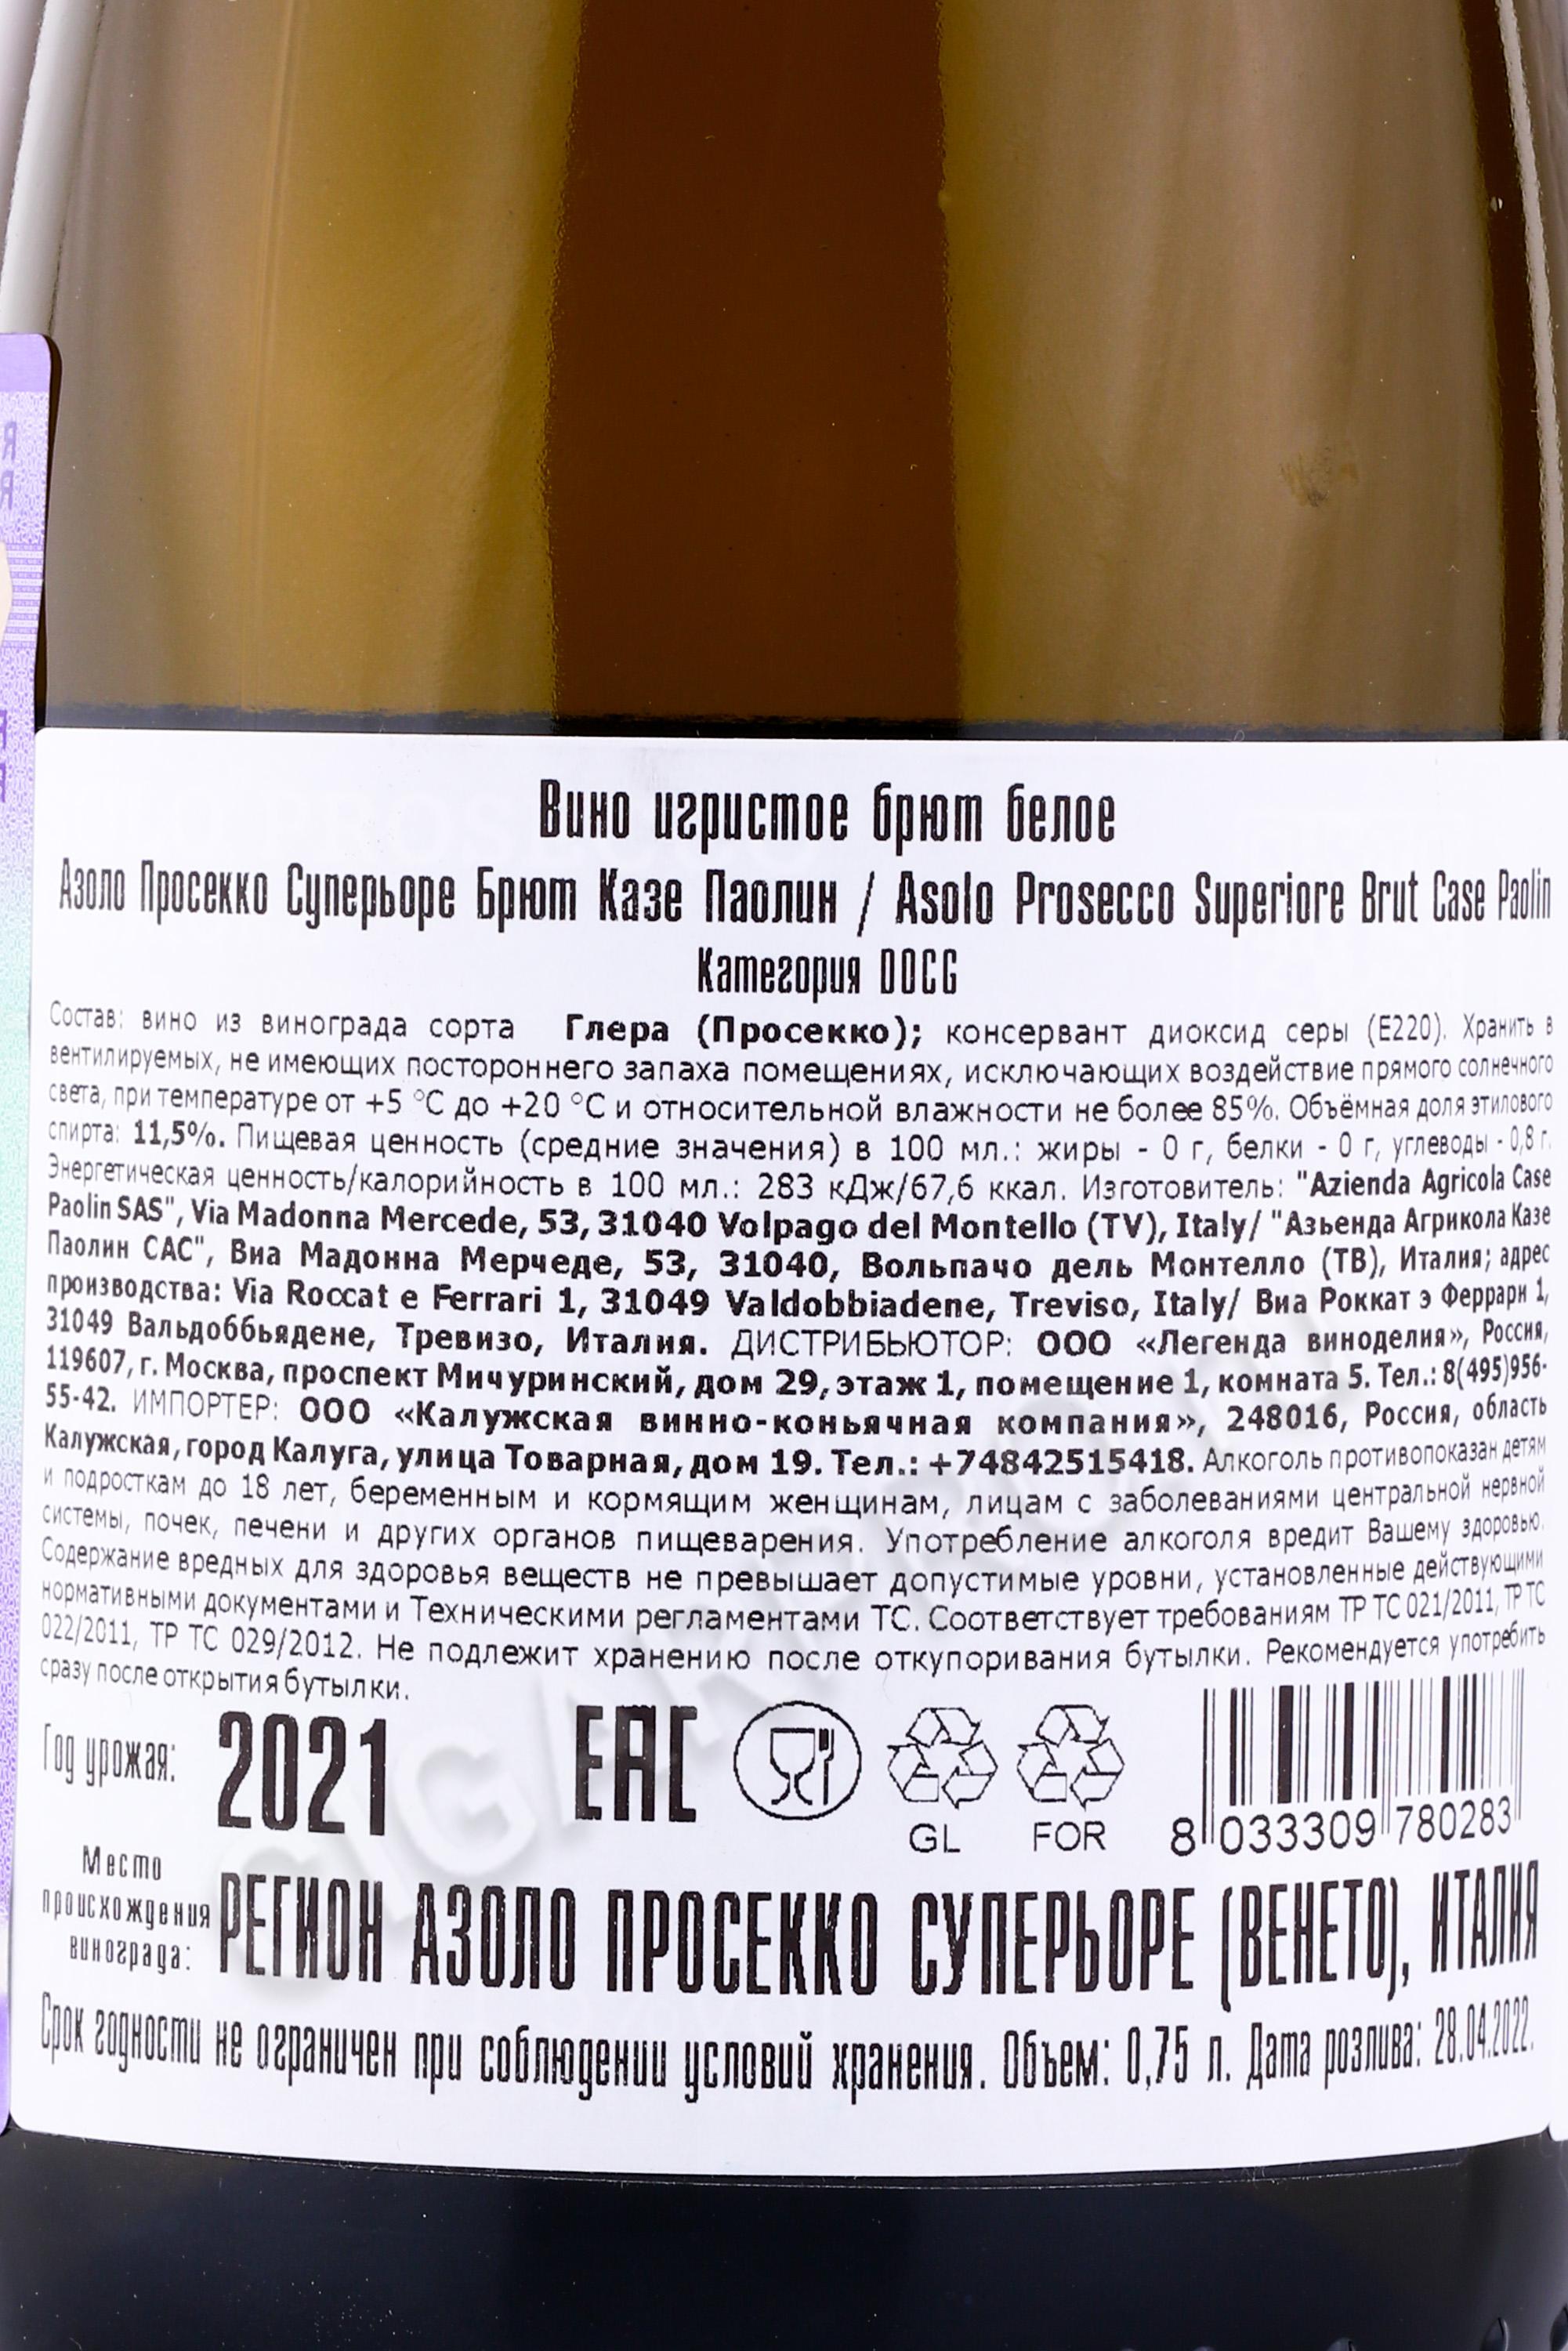 Вино игристое брют белое
Азоло Просекко Суперьоре Брют Казе Паолин / Asolo Prosecco Superiore Brut Case Paolin
Категория DOCG
Состав: вино из винограда сорта Глера (Просекко); консервант диоксид серы (E220). Хранить в
вентилируемых, не имеющих постороннего запаха помещениях, исключающих воздействие прямого солнечного
света, при температуре от +5 °C до +20 °C и относительной влажности не более 85%. Объёмная доля этилового
спирта: 11,5%. Пищевая ценность (средние значения) в 100 мл.: жиры - 0 г, белки - 0 г, углеводы - 0,8 г.
Энергетическая ценность/калорийность в 100 мл.: 283 кДж/67,6 ккал. Изготовитель: "Azienda Agricola Case
Paolin SAS", Via Madonna Mercede, 53, 31040 Volpago del Montello (TV), Italy/ "Азьенда Агрикола Казе
Паолин САС", Виа Мадонна Мерчеде, 53, 31040, Вольпачо дель Монтелло (ТВ), Италия; адрес
производства: Via Roccat e Ferrari 1, 31049 Valdobbiadene, Treviso, Italy/ Виа Роккат э Феррари 1,
31049 Вальдоббьядене, Тревизо, Италия. ДИСТРИБЬЮТОР: ООО «Легенда виноделия», Россия,
119607, г. Москва, проспект Мичуринский, дом 29, этаж 1, помещение 1, комната 5. Тел.: 8(495)956-
55-42. ИМПОРТЕР: ООО «Калужская винно-коньячная компания», 248016, Россия, область
Калужская, город Калуга, улица Товарная, дом 19. Тел.: +74842515418. Алкоголь противопоказан детям
и подросткам до 18 лет, беременным и кормящим женщинам, лицам с заболеваниями центральной нервной
системы, почек, печени и других органов пищеварения. Употребление алкоголя вредит Вашему здоровью.
Содержание вредных для здоровья веществ не превышает допустимые уровни, установленные действующими
нормативными документами и Техническими регламентами ТС. Соответствует требованиям ТР ТС 021/2011, ТР ТС
022/2011, ТР ТС 029/2012. Не подлежит хранению после откупоривания бутылки. Рекомендуется употребить
сразу после открытия бутылки.
Год урожая: 2021 EAC
GL FOR
8 033309 780283
Место
происхождения
винограда:
РЕГИОН АЗОЛО ПРОСЕККО СУПЕРЬОРЕ (ВЕНЕТО), ИТАЛИЯ
Срок годности не ограничен при соблюдении условий хранения. Объем: 0,75 л. Дата розлива: 28.04.2022.